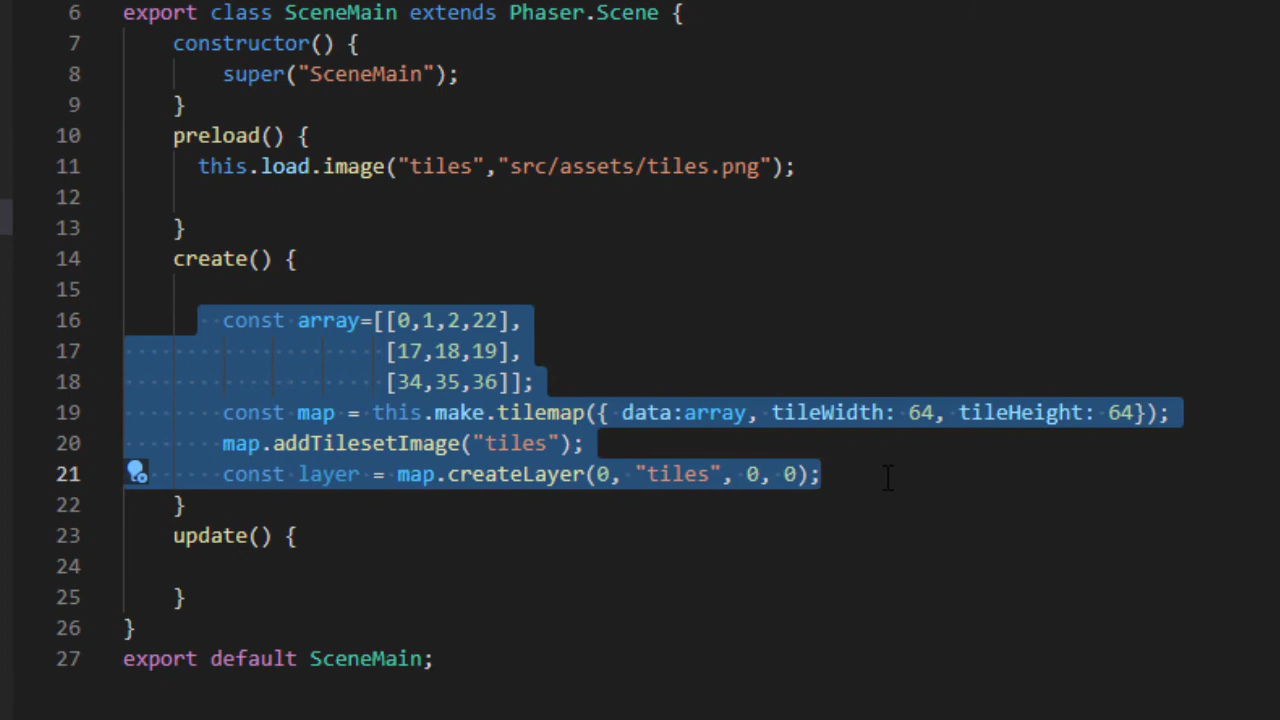 6 export class SceneMain extends Phaser.Scene {
7 constructor() {
8 super("SceneMain");
9 }
10 preload() {
11 this.load.image("tiles","src/assets/tiles.png");
12
13 }
14 create() {
15
16 const array=[[0,1,2,22],
17 [17,18,19],
18 [34,35,36]];
19 const map = this.make.tilemap({ data:array, tileWidth: 64, tileHeight: 64});
20 map.addTilesetImage("tiles");
21 const layer = map.createLayer(0, "tiles", 0, 0);
22 }
23 update() {
24
25 }
26 }
27 export default SceneMain;